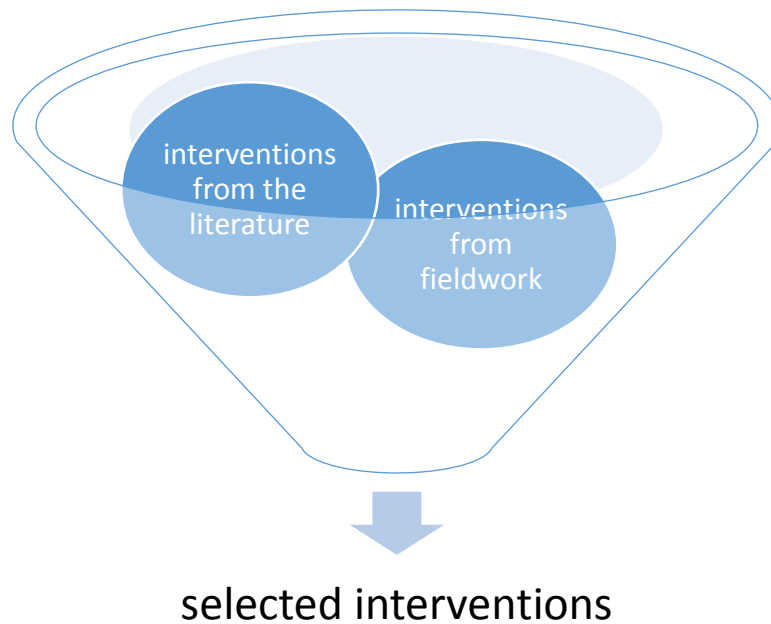 interventions
from the
literature
interventions
from
fieldwork
selected interventions